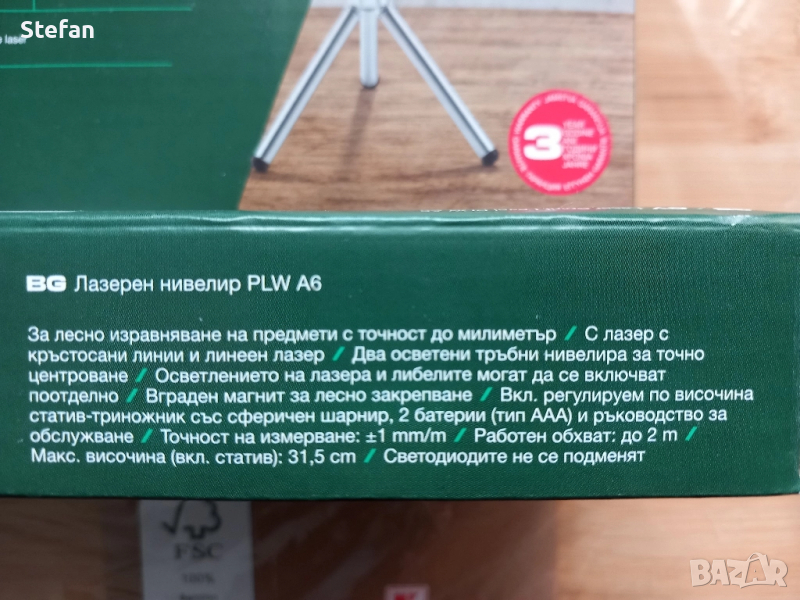 Stefan
laser
3
BG Лазерен нивелир PLW A6
За лесно изравняване на предмети с точност до милиметър / С лазер с
кръстосани линии и линеен лазер / Два осветени тръбни нивелира за точно
центроване / Осветлението на лазера и либелите могат да се включват
поотделно / Вграден магнит за лесно закрепване / Вкл. регулируем по височина
статив-триножник със сферичен шарнир, 2 батерии (тип AAA) и ръководство за
обслужване / Точност на измерване: ±1 mm/m / Работен обхват: до 2 m /
Макс. височина (вкл. статив): 31,5 cm / Светодиодите не се подменят
FSC
100%
BAZAR